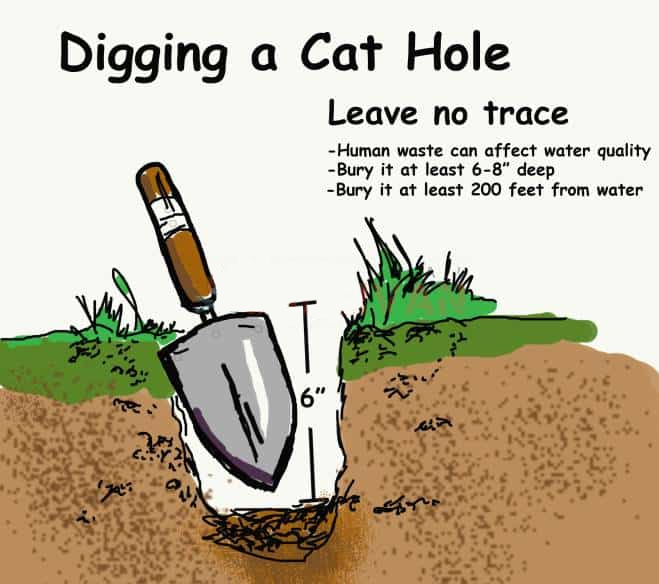 Digging a Cat Hole
Leave no trace
-Human waste can affect water quality
-Bury it at least 6-8” deep
-Bury it at least 200 feet from water
6”